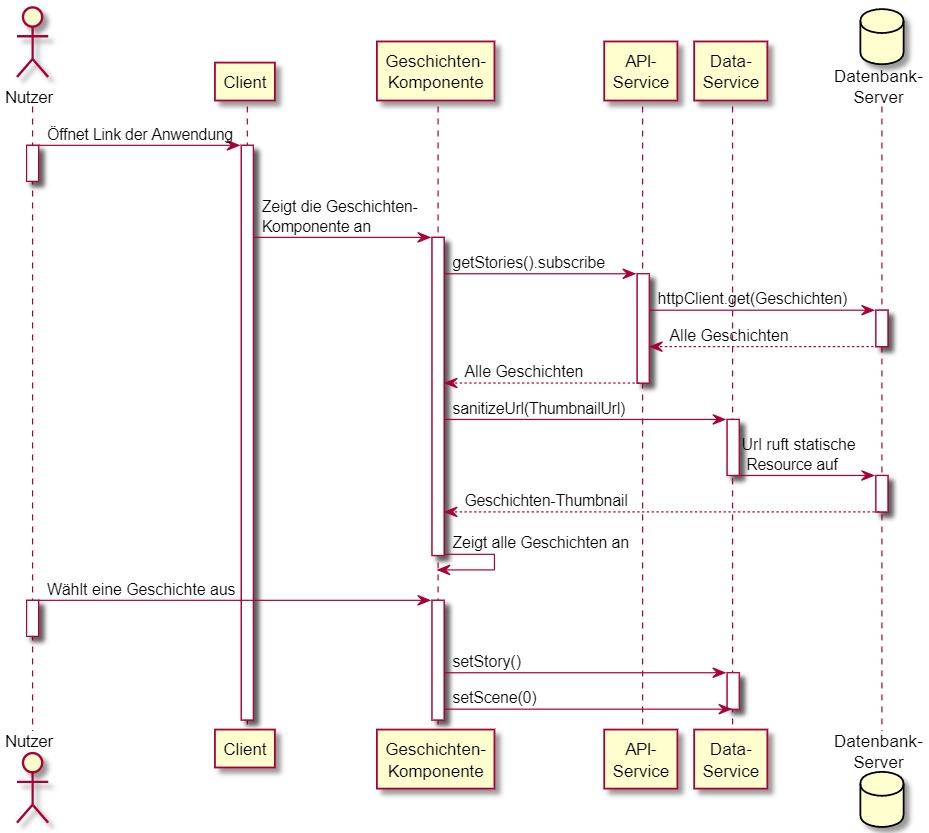 Nutzer
Client
Geschichten-
Komponente
API-
Service
Data-
Service
Datenbank-
Server
Öffnet Link der Anwendung
Zeigt die Geschichten-
Komponente an
getStories().subscribe
httpClient.get(Geschichten)
Alle Geschichten
Alle Geschichten
sanitizeUrl(ThumbnailUrl)
Url ruft statische
Resource auf
Geschichten-Thumbnail
Zeigt alle Geschichten an
Wählt eine Geschichte aus
setStory()
setScene(0)
Nutzer
Client
Geschichten-
Komponente
API-
Service
Data-
Service
Datenbank-
Server